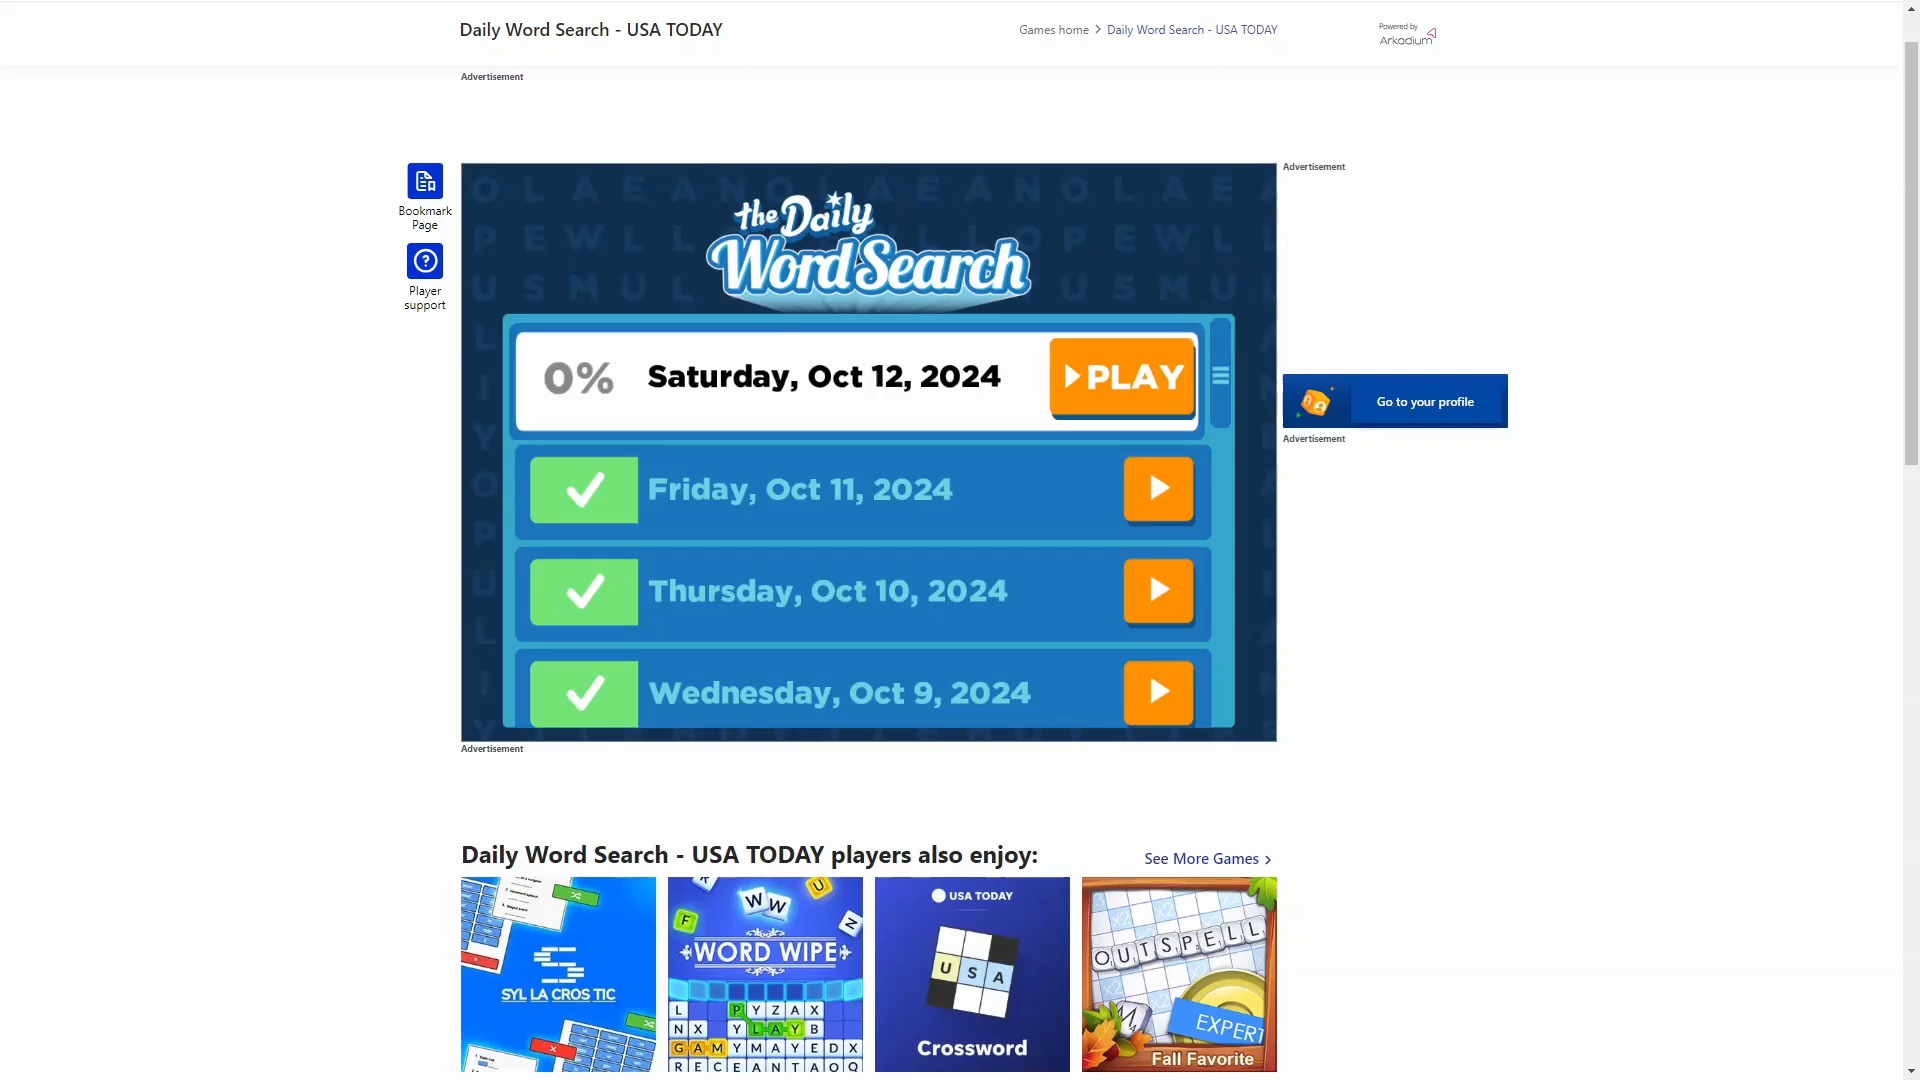 Daily Word Search - USA TODAY
Games home > Daily Word Search - USA TODAY
Powered by
Arkadium
Advertisement
Bookmark
Page
Player
support
the Daily
Word Search
0% Saturday, Oct 12, 2024 PLAY
Friday, Oct 11, 2024
Thursday, Oct 10, 2024
Wednesday, Oct 9, 2024
Advertisement
Go to your profile
Advertisement
Advertisement
Daily Word Search - USA TODAY players also enjoy:
See More Games >
SYL LA CROS TIC
W W U F Z
WORD WIPE
L P Y Z A X
N X Y L A Y B
G A M Y M A Y E D X
R E C E A N T A O Q
USA TODAY
U S A
Crossword
OUTSPELL
EXPERT
Fall Favorite